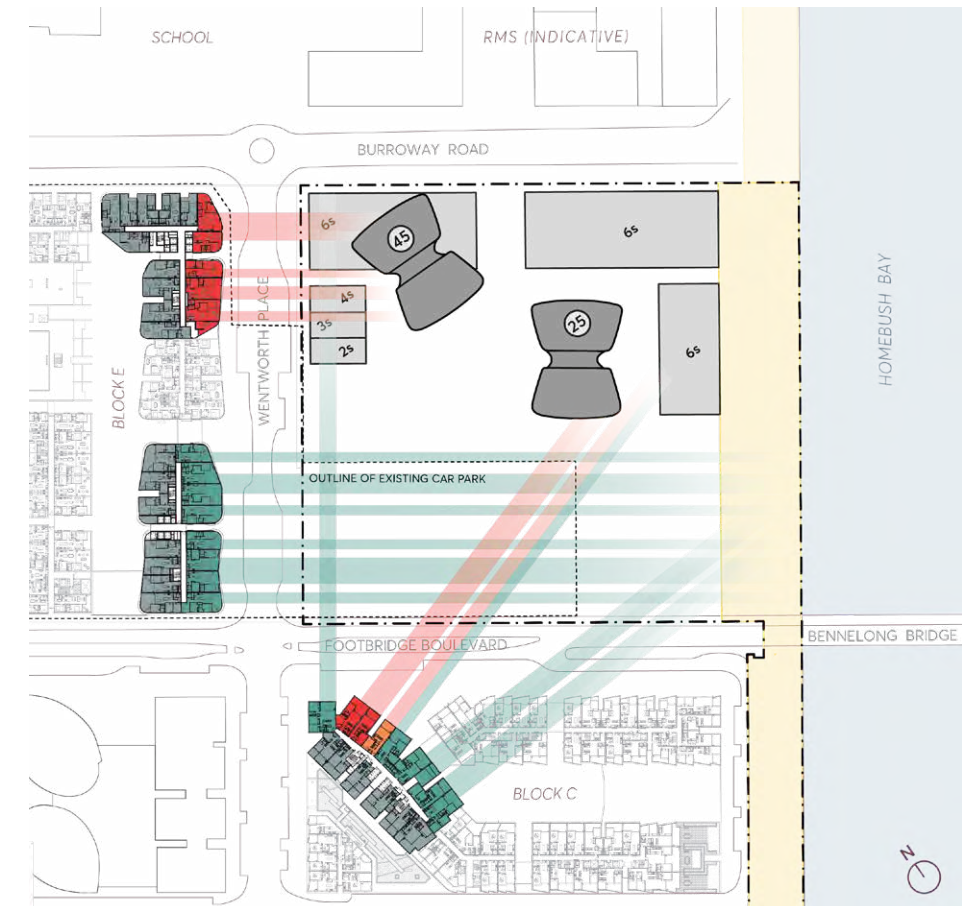 SCHOOL
RMS (INDICATIVE)
BURROWAY ROAD
6s
45
6s
4s
3s
2s
25
6s
WENTWORTH PLACE
BLOCK E
HOMEBUSH BAY
OUTLINE OF EXISTING CAR PARK
FOOTBRIDGE BOULEVARD
BENNELONG BRIDGE
BLOCK C
N